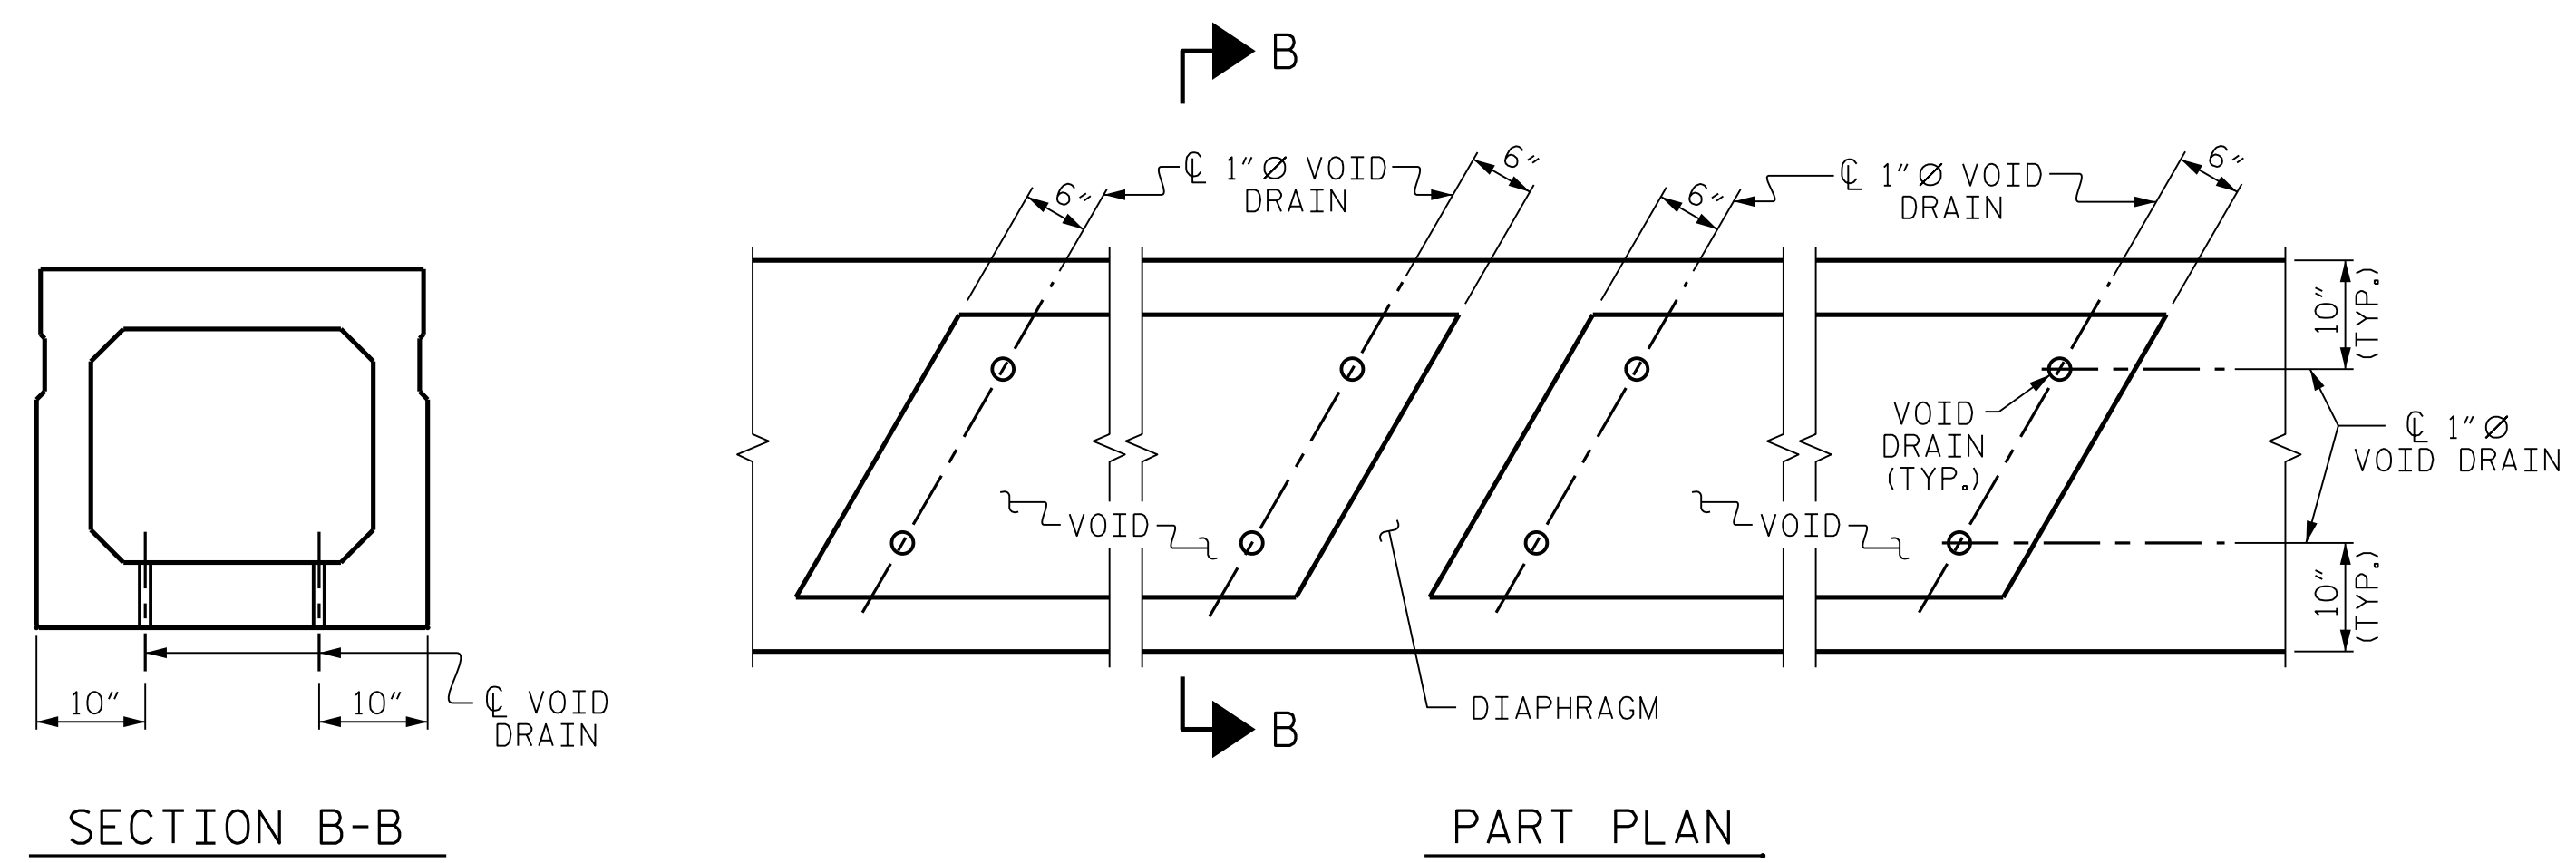 B
℄ 1"Ø VOID
DRAIN
6"
6"
℄ 1"Ø VOID
DRAIN
6"
6"
10"
(TYP.)
VOID
DRAIN
(TYP.)
℄ 1"Ø
VOID DRAIN
VOID
VOID
10"
(TYP.)
10"
10"
℄ VOID
DRAIN
DIAPHRAGM
B
SECTION B-B
PART PLAN